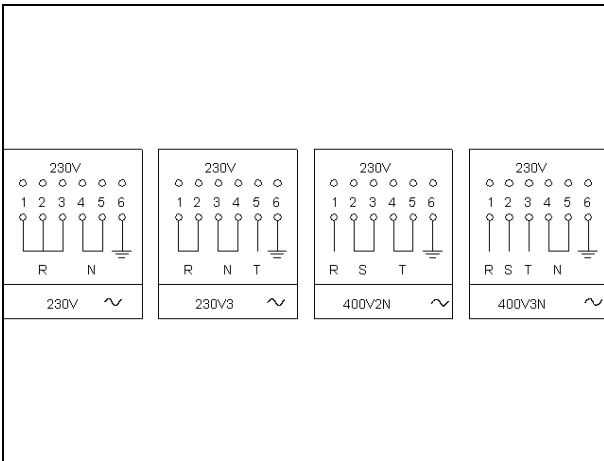 230V
1 2 3 4 5 6
R N
230V
230V
1 2 3 4 5 6
R N T
230V3
230V
1 2 3 4 5 6
R S T
400V2N
230V
1 2 3 4 5 6
R S T N
400V3N